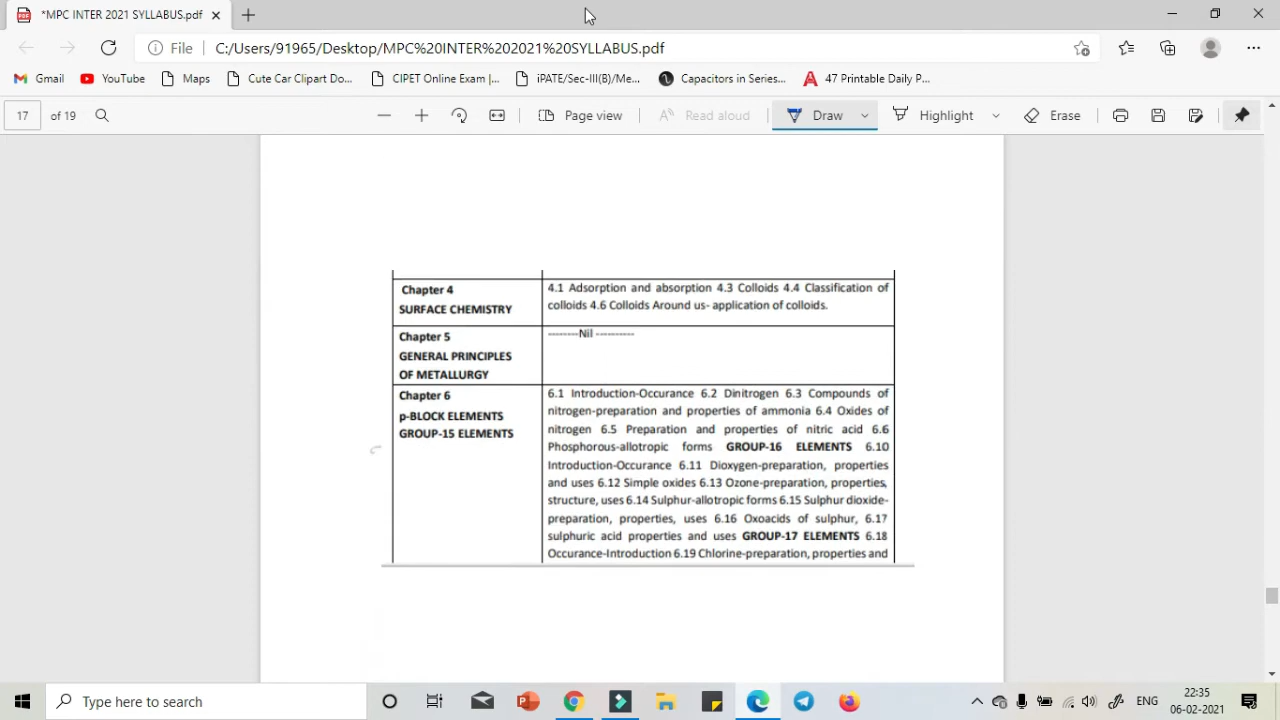 *MPC INTER 2021 SYLLABUS.pdf
File C:/Users/91965/Desktop/MPC%20INTER%202021%20SYLLABUS.pdf
Gmail YouTube Maps Cute Car Clipart Do... CIPET Online Exam |... iPATE/Sec-III(B)/Me... Capacitors in Series... 47 Printable Daily P...
17 of 19 Page view Read aloud Draw Highlight Erase
Chapter 4
SURFACE CHEMISTRY
4.1 Adsorption and absorption 4.3 Colloids 4.4 Classification of
colloids 4.6 Colloids Around us- application of colloids.
Chapter 5
GENERAL PRINCIPLES
OF METALLURGY
--------Nil ----------
Chapter 6
p-BLOCK ELEMENTS
GROUP-15 ELEMENTS
6.1 Introduction-Occurance 6.2 Dinitrogen 6.3 Compounds of
nitrogen-preparation and properties of ammonia 6.4 Oxides of
nitrogen 6.5 Preparation and properties of nitric acid 6.6
Phosphorous-allotropic forms GROUP-16 ELEMENTS 6.10
Introduction-Occurance 6.11 Dioxygen-preparation, properties
and uses 6.12 Simple oxides 6.13 Ozone-preparation, properties,
structure, uses 6.14 Sulphur-allotropic forms 6.15 Sulphur dioxide-
preparation, properties, uses 6.16 Oxoacids of sulphur, 6.17
sulphuric acid properties and uses GROUP-17 ELEMENTS 6.18
Occurance-Introduction 6.19 Chlorine-preparation, properties and
Type here to search
ENG
22:35
06-02-2021